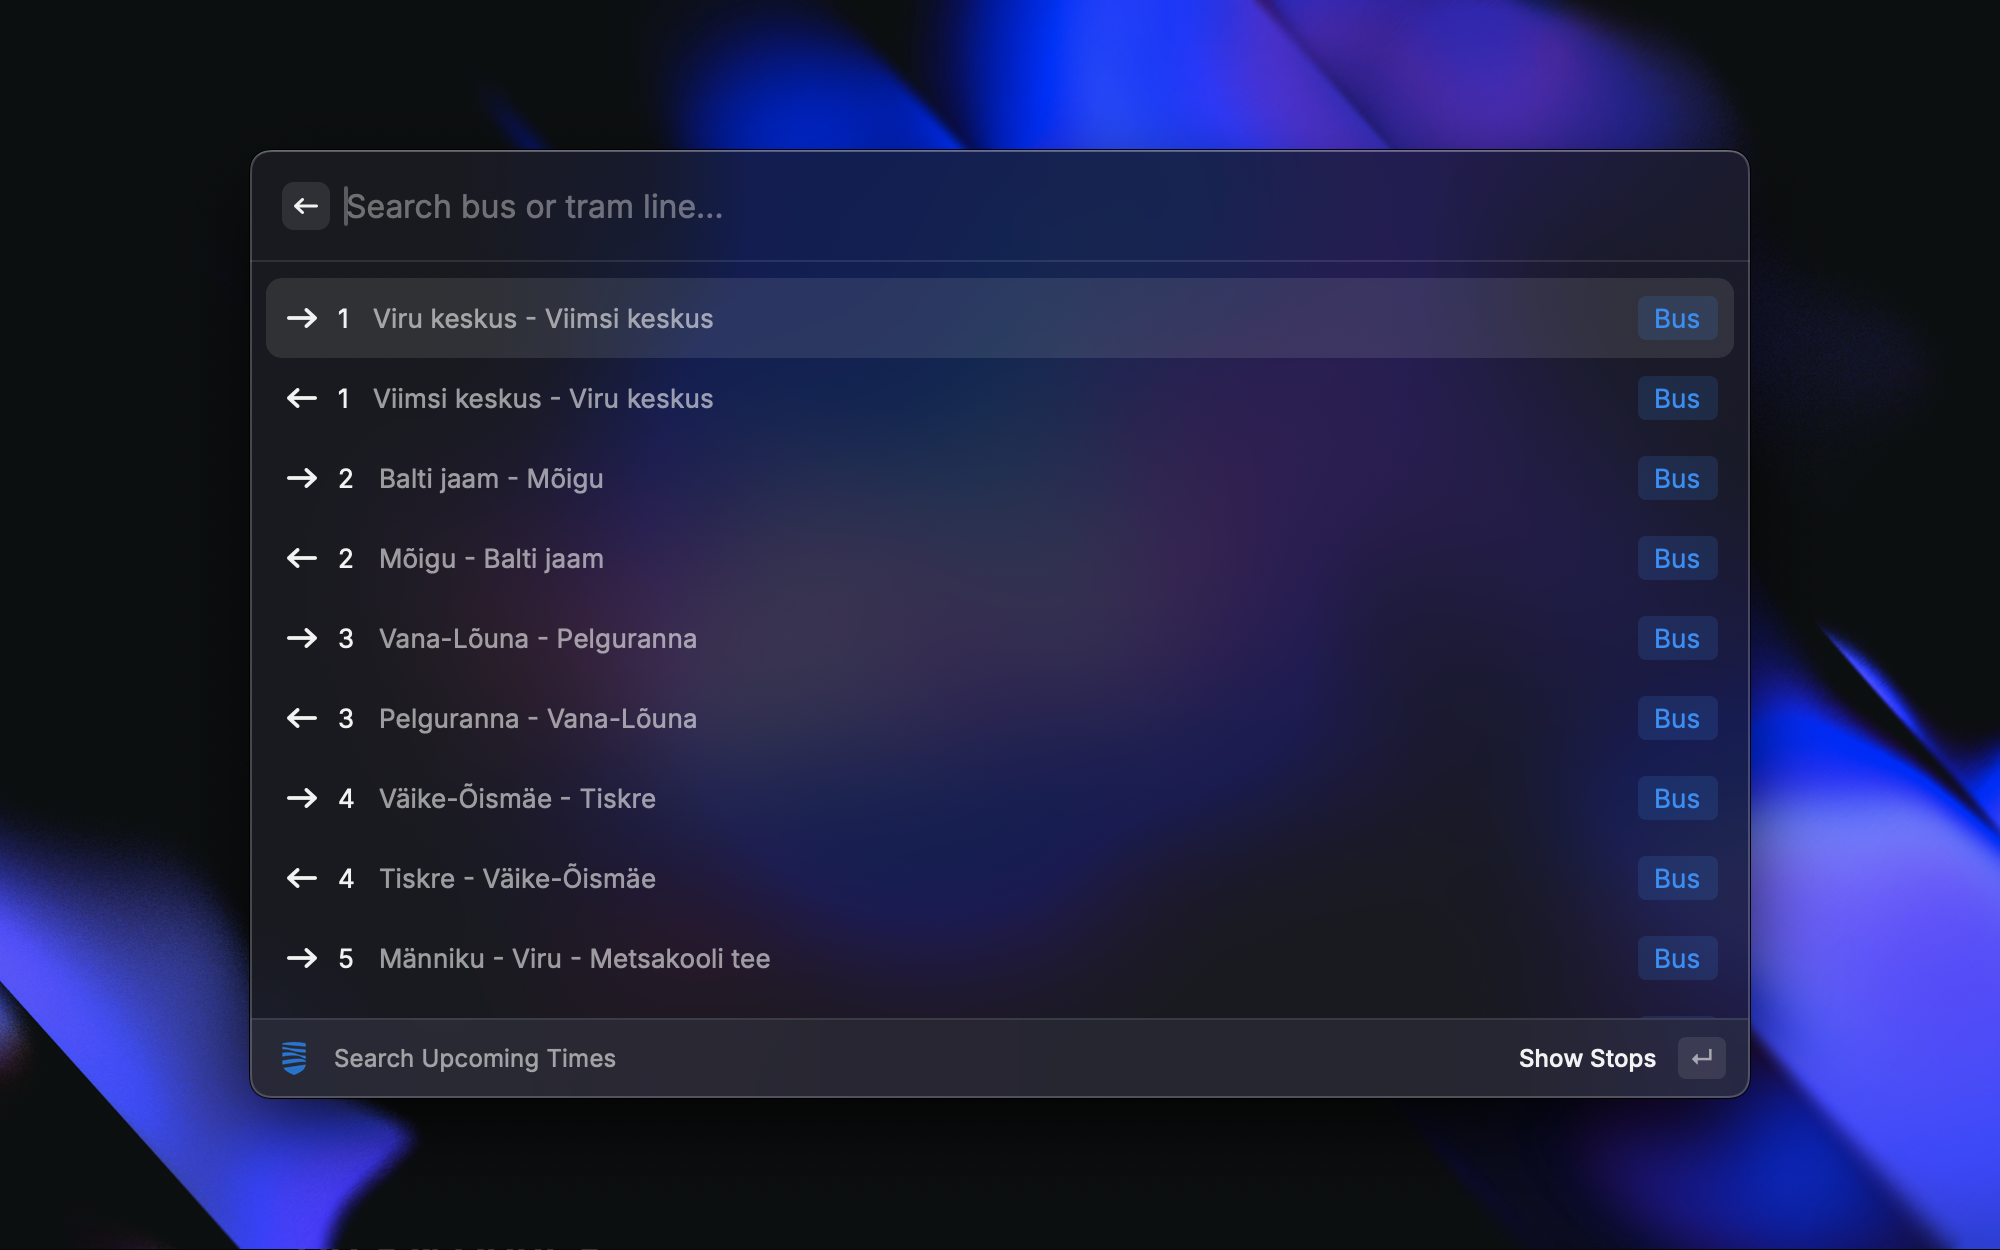 Search bus or tram line...
→ 1 Viru keskus - Viimsi keskus Bus
← 1 Viimsi keskus - Viru keskus Bus
→ 2 Balti jaam - Mõigu Bus
← 2 Mõigu - Balti jaam Bus
→ 3 Vana-Lõuna - Pelguranna Bus
← 3 Pelguranna - Vana-Lõuna Bus
→ 4 Väike-Õismäe - Tiskre Bus
← 4 Tiskre - Väike-Õismäe Bus
→ 5 Männiku - Viru - Metsakooli tee Bus
Search Upcoming Times Show Stops